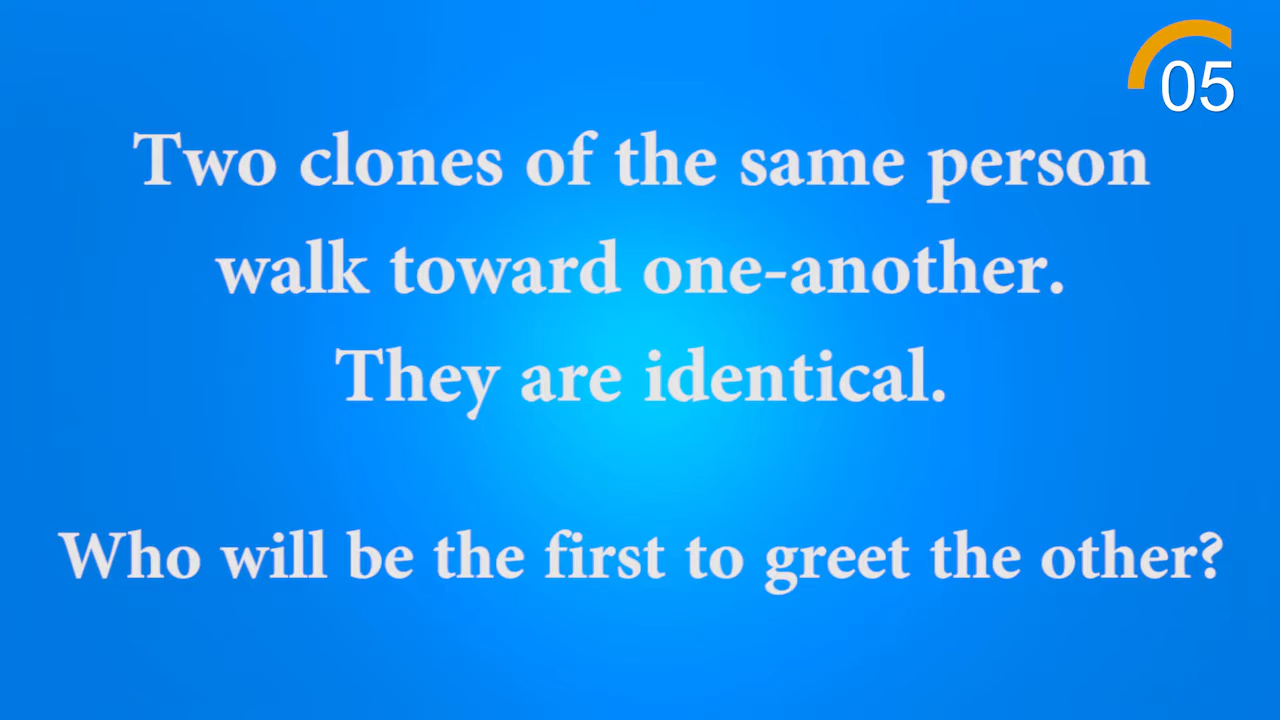 05
Two clones of the same person
walk toward one-another.
They are identical.
Who will be the first to greet the other?